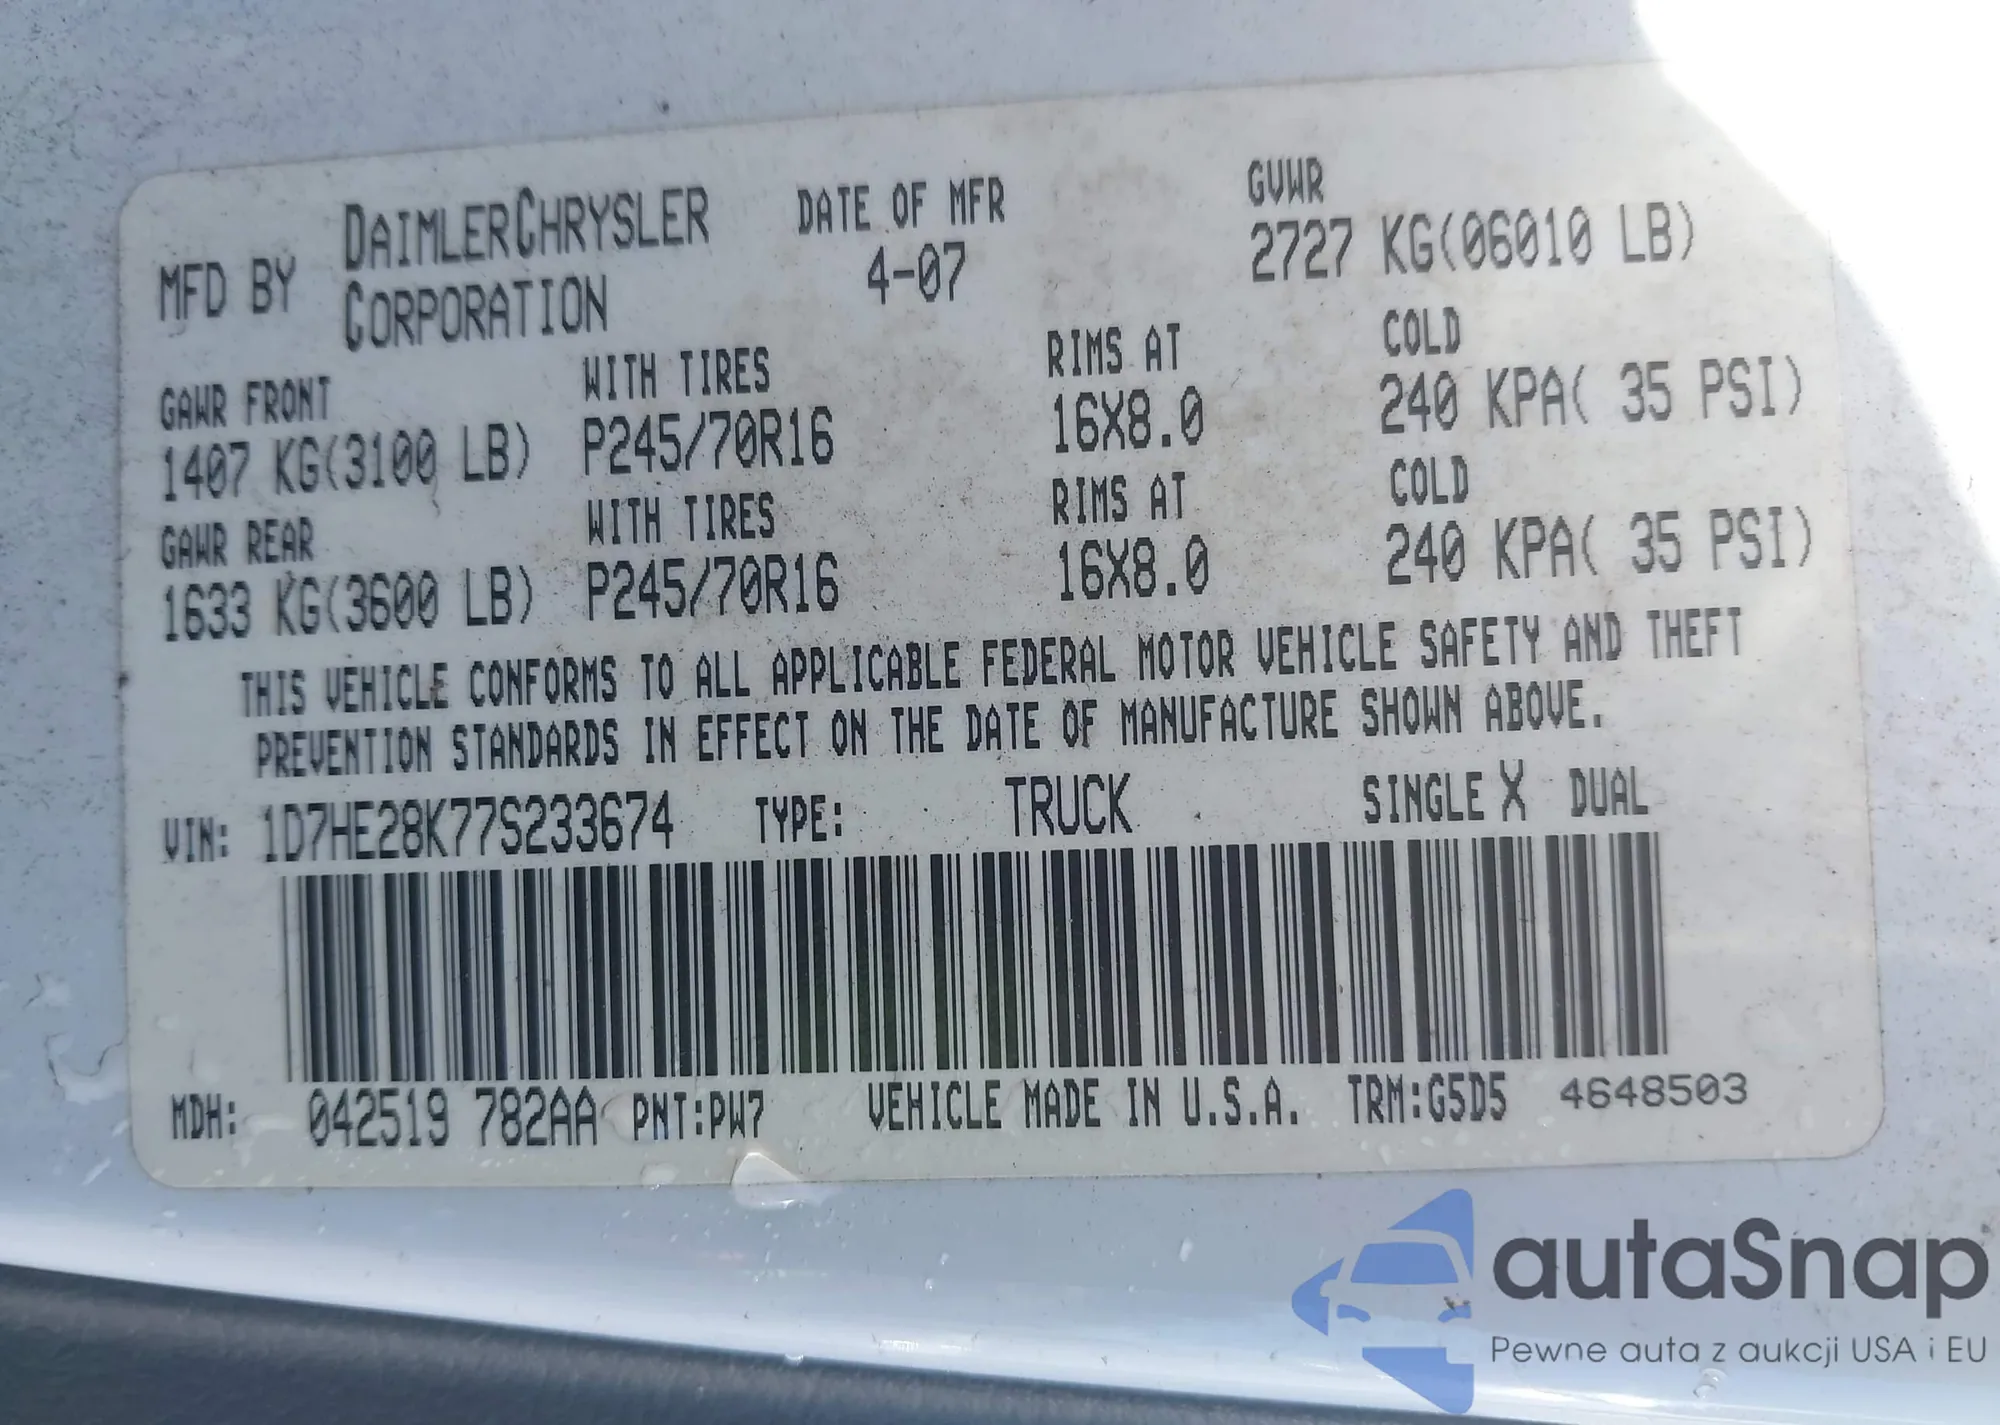 MFD BY DAIMLERCHRYSLER CORPORATION
DATE OF MFR
4-07
GVWR
2727 KG(06010 LB)
GAWR FRONT WITH TIRES RIMS AT COLD
1407 KG(3100 LB) P245/70R16 16X8.0 240 KPA( 35 PSI)
GAWR REAR WITH TIRES RIMS AT COLD
1633 KG(3600 LB) P245/70R16 16X8.0 240 KPA( 35 PSI)
THIS VEHICLE CONFORMS TO ALL APPLICABLE FEDERAL MOTOR VEHICLE SAFETY AND THEFT
PREVENTION STANDARDS IN EFFECT ON THE DATE OF MANUFACTURE SHOWN ABOVE.
VIN: 1D7HE28K77S233674 TYPE: TRUCK SINGLE X DUAL
MDH: 042519 782AA PNT:PW7 VEHICLE MADE IN U.S.A. TRM:G5D5 4648503
autaSnap
Pewne auta z aukcji USA i EU